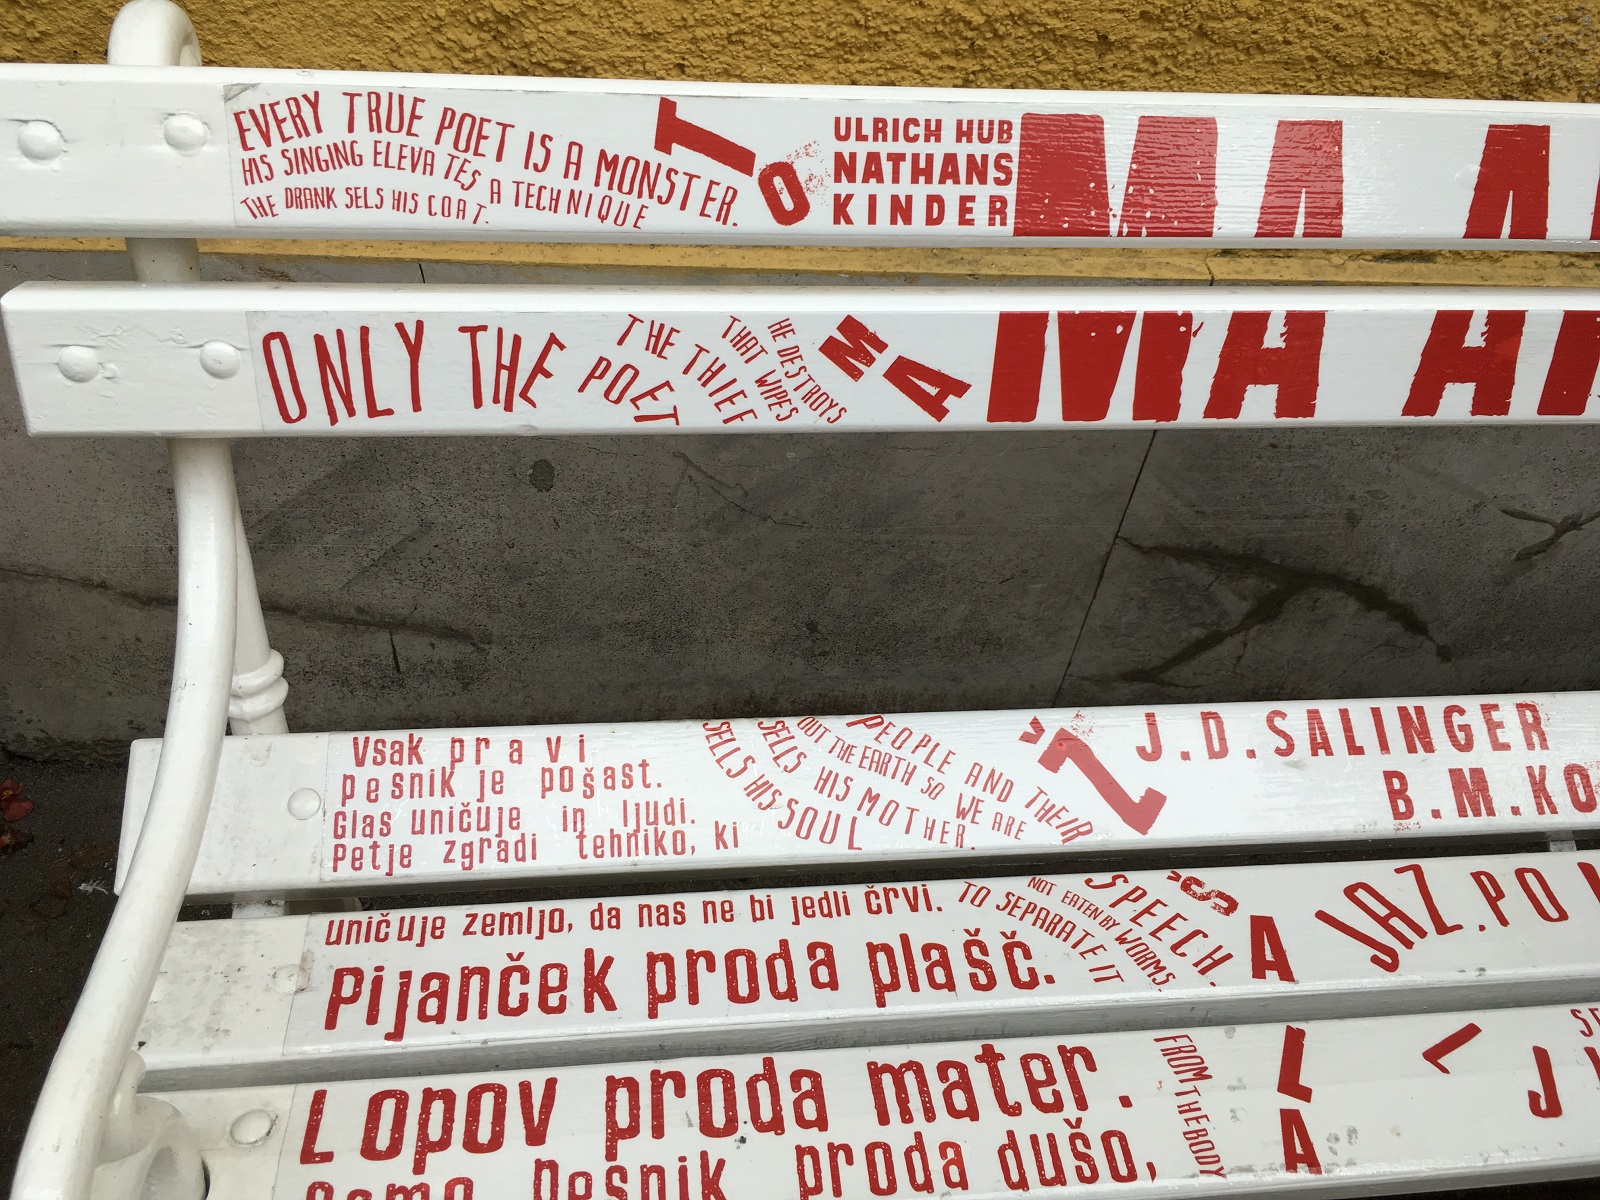 EVERY TRUE POET IS A MONSTER.
HIS SINGING ELEVATES A TECHNIQUE
THE DRANK SELS HIS COAT.
TO
ULRICH HUB
NATHANS
KINDER
MA A
ONLY THE POET
THE THIEF
THAT WIPES
HE DESTROYS
MA
MA A
Vsak pravi
pesnik je pošast.
Glas uničuje in ljudi.
Petje zgradi tehniko, ki
SELLS HIS SOUL
SELLS HIS MOTHER.
OUT THE EARTH SO WE ARE
PEOPLE AND THEIR
Ž
J.D.SALINGER
B.M.KO
Uničuje zemljo, da nas ne bi jedli črvi.
Pijanček proda plašč.
TO SEPARATE IT
NOT EATEN BY WORMS.
SPEECH.
'S
A
JAZ.PO
Lopov proda mater.
Samo pesnik proda dušo,
FROM THE BODY
LA
L
J